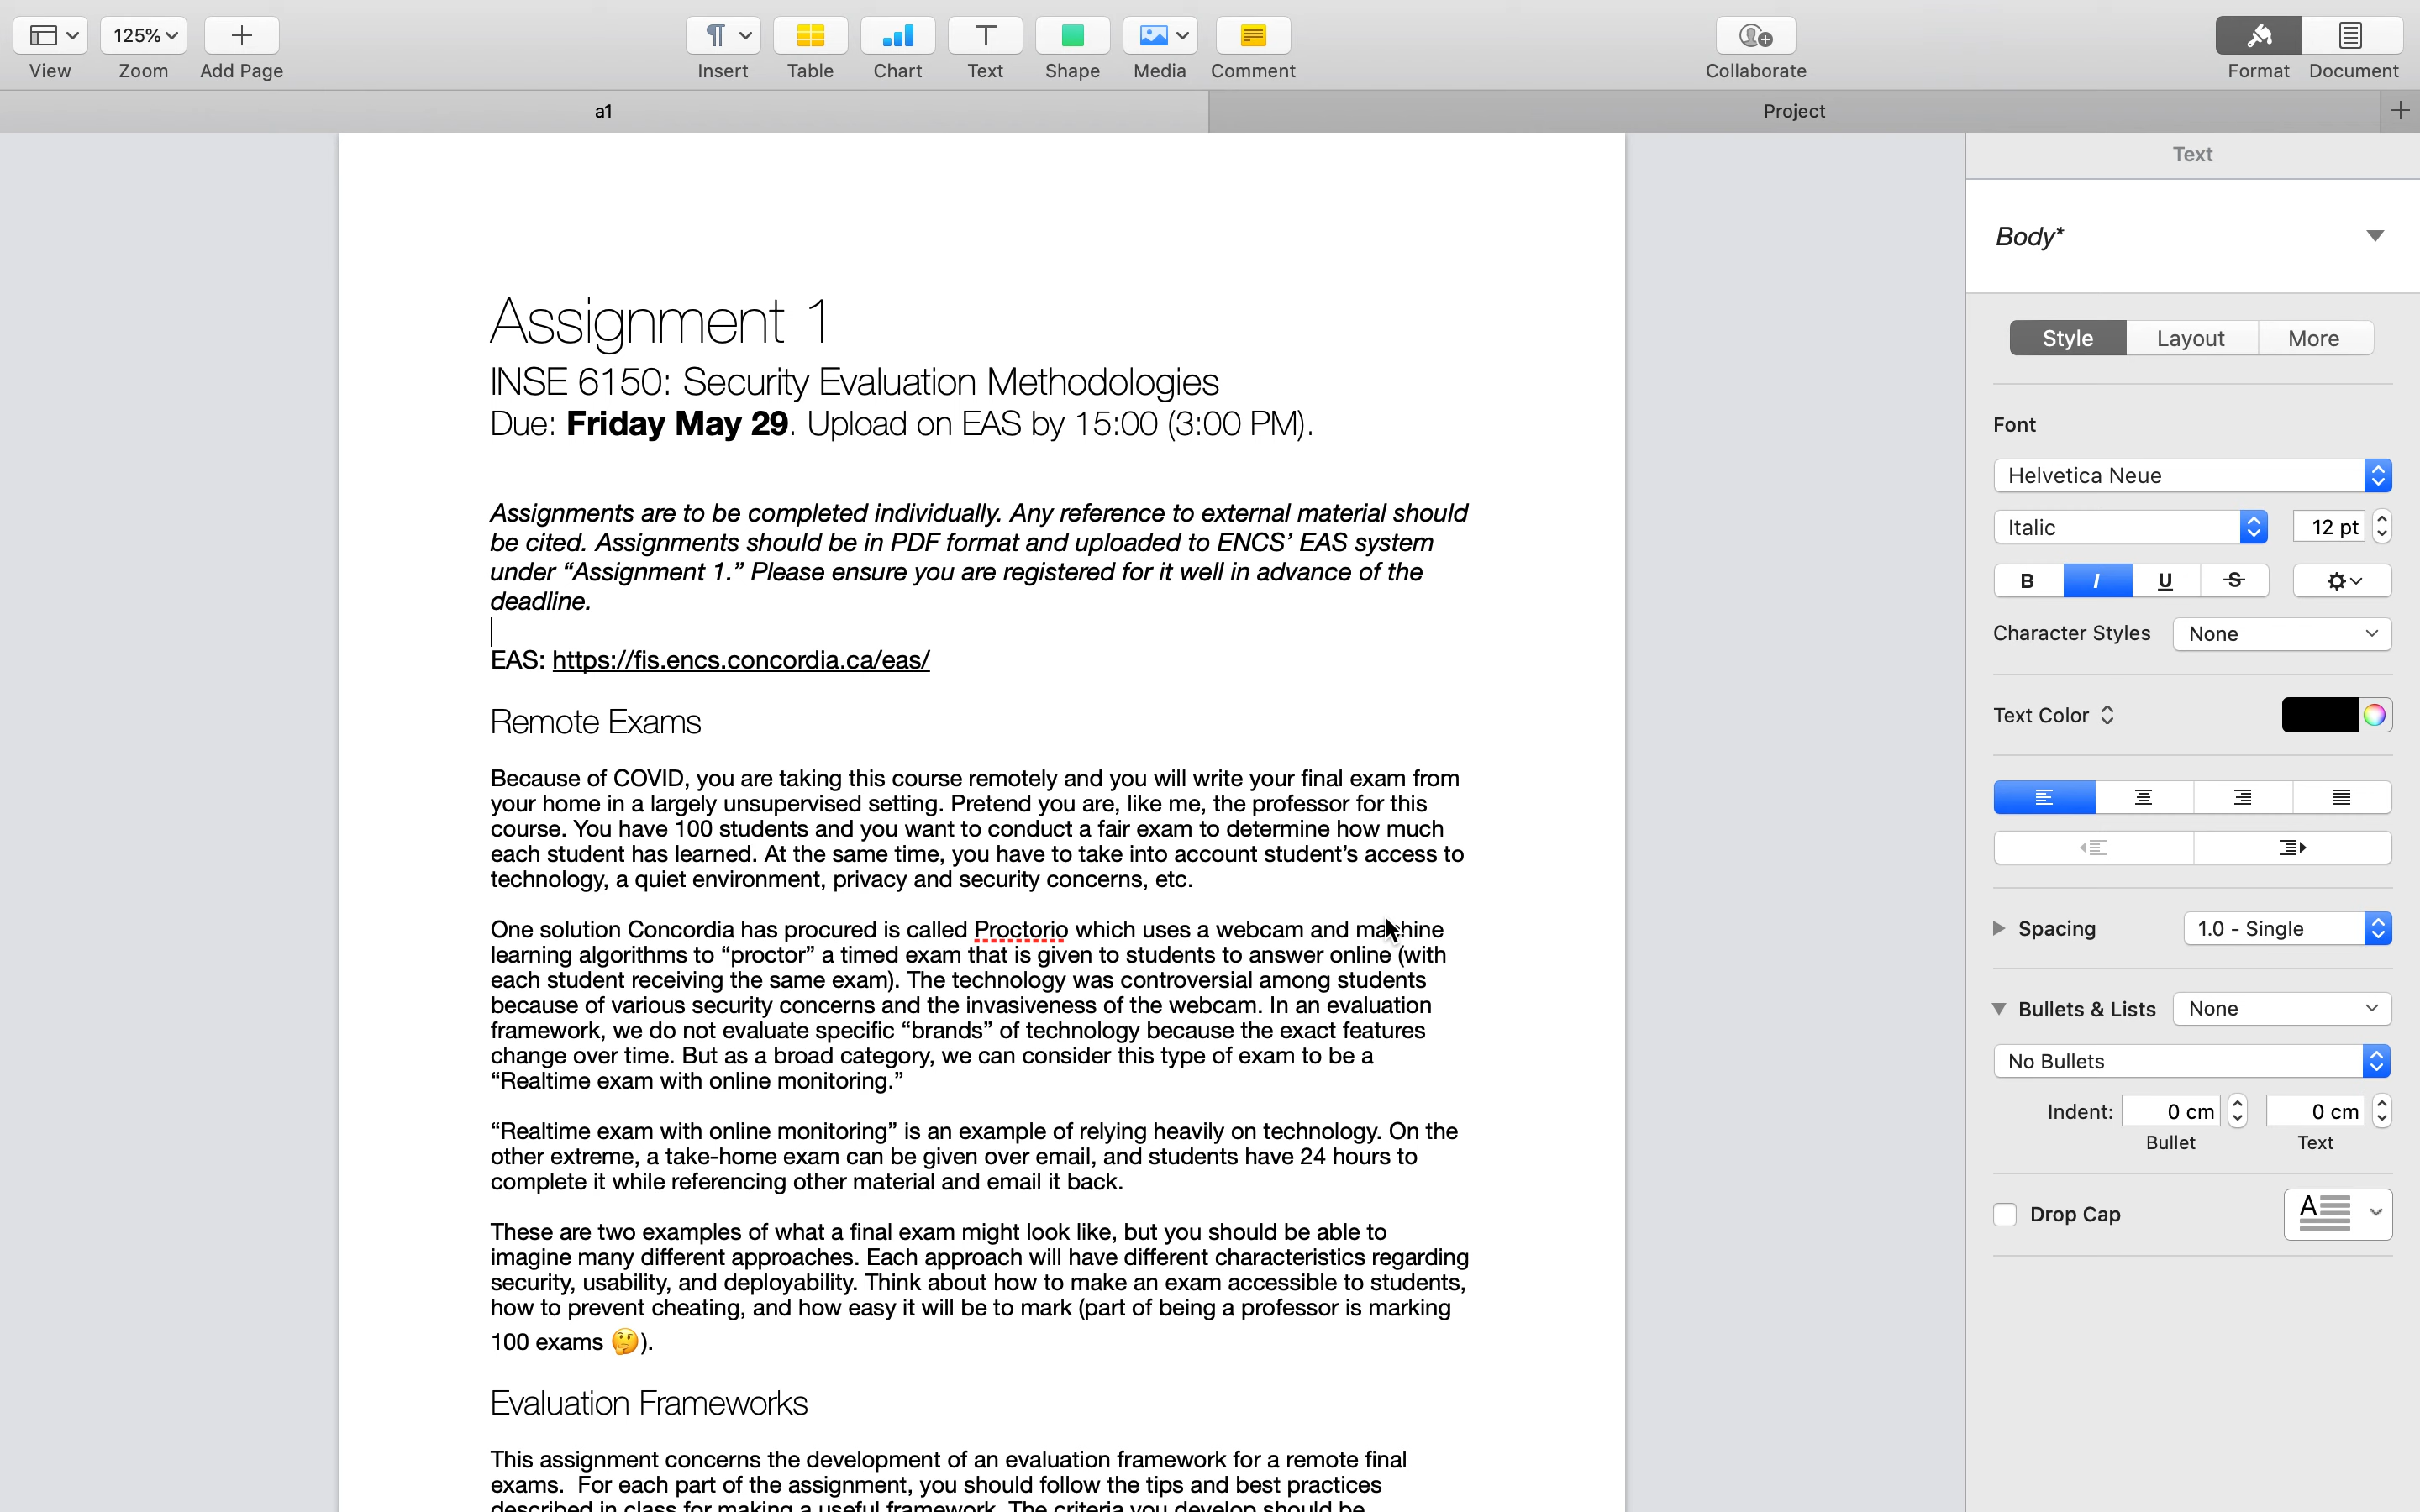 125%
View
Zoom
Add Page
Insert
Table
Chart
Text
Shape
Media
Comment
Collaborate
Format
Document
a1
Project
Assignment 1
INSE 6150: Security Evaluation Methodologies
Due: Friday May 29. Upload on EAS by 15:00 (3:00 PM).
Assignments are to be completed individually. Any reference to external material should
be cited. Assignments should be in PDF format and uploaded to ENCS’ EAS system
under “Assignment 1.” Please ensure you are registered for it well in advance of the
deadline.
EAS: https://fis.encs.concordia.ca/eas/
Remote Exams
Because of COVID, you are taking this course remotely and you will write your final exam from
your home in a largely unsupervised setting. Pretend you are, like me, the professor for this
course. You have 100 students and you want to conduct a fair exam to determine how much
each student has learned. At the same time, you have to take into account student’s access to
technology, a quiet environment, privacy and security concerns, etc.
One solution Concordia has procured is called Proctorio which uses a webcam and machine
learning algorithms to “proctor” a timed exam that is given to students to answer online (with
each student receiving the same exam). The technology was controversial among students
because of various security concerns and the invasiveness of the webcam. In an evaluation
framework, we do not evaluate specific “brands” of technology because the exact features
change over time. But as a broad category, we can consider this type of exam to be a
“Realtime exam with online monitoring.”
“Realtime exam with online monitoring” is an example of relying heavily on technology. On the
other extreme, a take-home exam can be given over email, and students have 24 hours to
complete it while referencing other material and email it back.
These are two examples of what a final exam might look like, but you should be able to
imagine many different approaches. Each approach will have different characteristics regarding
security, usability, and deployability. Think about how to make an exam accessible to students,
how to prevent cheating, and how easy it will be to mark (part of being a professor is marking
100 exams 🤔).
Evaluation Frameworks
This assignment concerns the development of an evaluation framework for a remote final
exams.  For each part of the assignment, you should follow the tips and best practices
described in class for making a useful framework. The criteria you develop should be
Text
Body*
Style
Layout
More
Font
Helvetica Neue
Italic
12 pt
B
I
U
S
Character Styles
None
Text Color
Spacing
1.0 - Single
Bullets & Lists
None
No Bullets
Indent:
0 cm
0 cm
Bullet
Text
Drop Cap
A